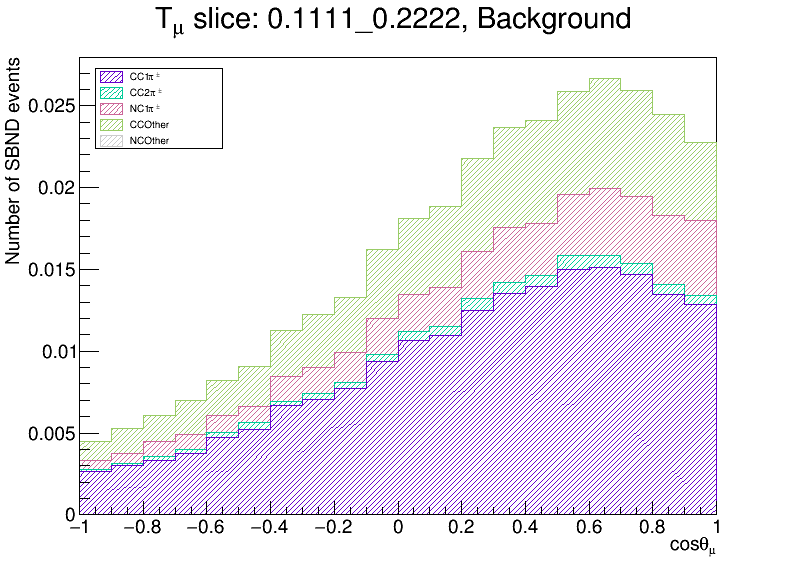 Tμ slice: 0.1111_0.2222, Background
Number of SBND events
CC1π ±
CC2π ±
NC1π ±
CCOther
NCOther
0.025
0.02
0.015
0.01
0.005
0
−1 −0.8 −0.6 −0.4 −0.2 0 0.2 0.4 0.6 0.8 1
cosθμ